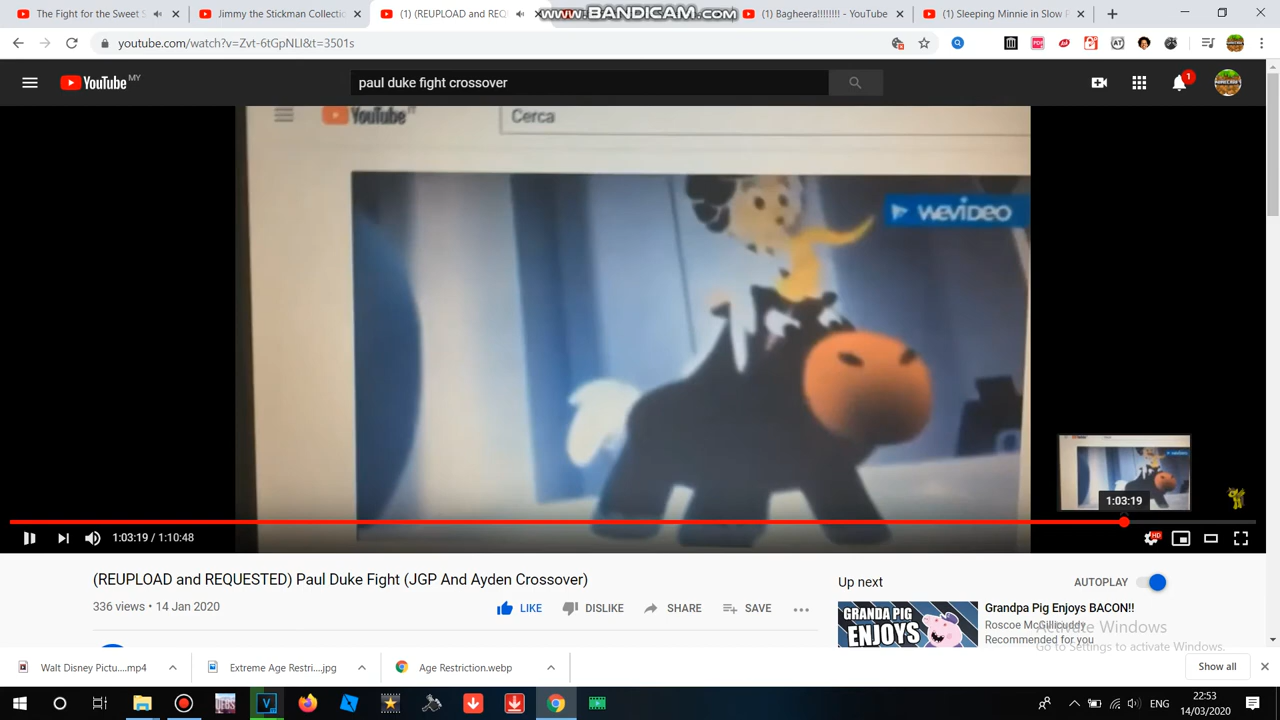 The Fight for the Sweet S
Jimmy the Stickman Collectic
(1) (REUPLOAD and REQ
www.BANDICAM.com
(1) Bagheera!!!!!!!! - YouTube
(1) Sleeping Minnie in Slow P
youtube.com/watch?v=Zvt-6tGpNLI&t=3501s
YouTube MY
paul duke fight crossover
1
YouTube IT
Cerca
WEVIDEO
1:03:19
1:03:19 / 1:10:48
HD
(REUPLOAD and REQUESTED) Paul Duke Fight (JGP And Ayden Crossover)
336 views • 14 Jan 2020
LIKE
DISLIKE
SHARE
SAVE
Up next
AUTOPLAY
GRANDA PIG
ENJOYS
Grandpa Pig Enjoys BACON!!
Roscoe McGillicuddy
Recommended for you
Activate Windows
Go to Settings to activate Windows.
Walt Disney Pictu....mp4
Extreme Age Restri....jpg
Age Restriction.webp
Show all
ENG
22:53
14/03/2020